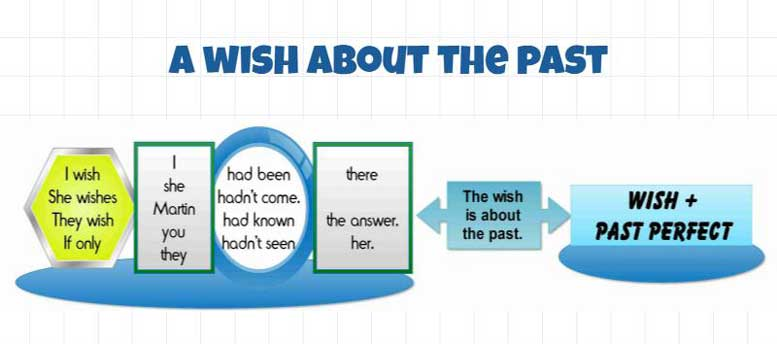 A WISH ABOUT THE PAST
I wish
She wishes
They wish
If only
I
she
Martin
you
they
had been
hadn't come.
had known
hadn't seen
there
the answer.
her.
The wish
is about
the past.
WISH +
PAST PERFECT